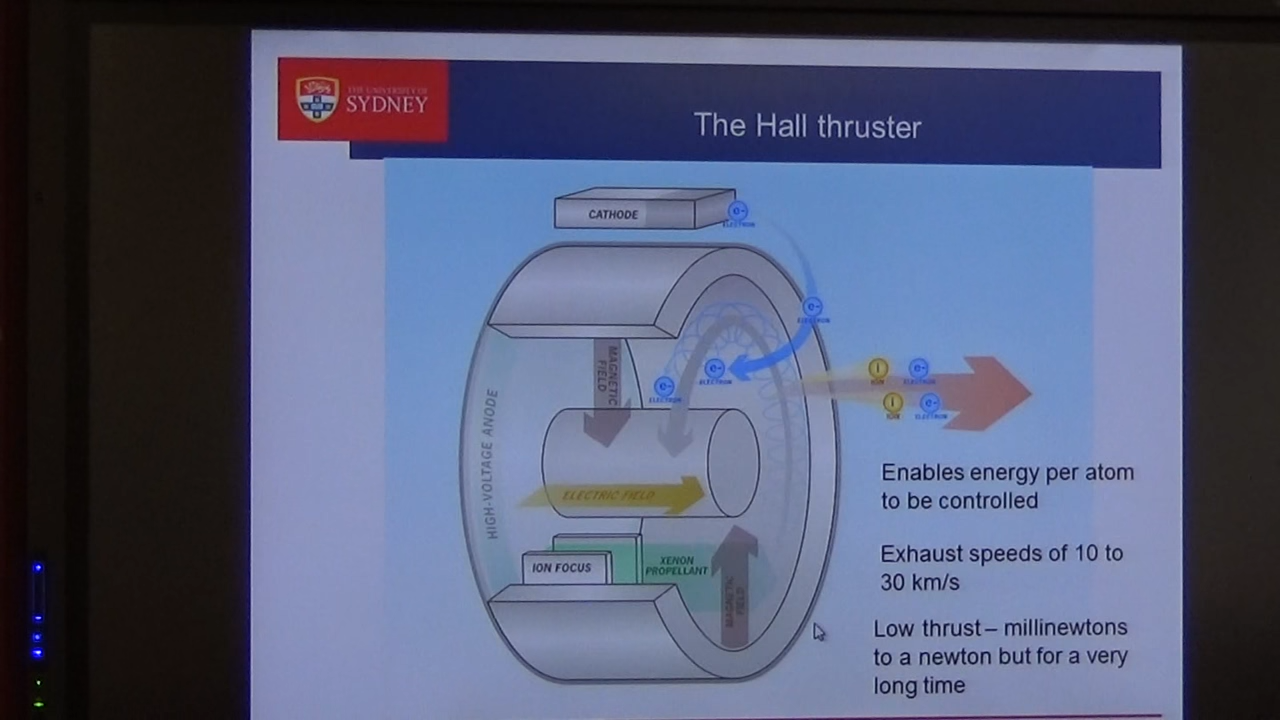 THE UNIVERSITY OF
SYDNEY
The Hall thruster
CATHODE
e-
ELECTRON
e-
ELECTRON
MAGNETIC
FIELD
e-
ELECTRON
e-
ELECTRON
i
ION
e-
ELECTRON
i
ION
e-
ELECTRON
HIGH-VOLTAGE ANODE
ELECTRIC FIELD
ION FOCUS
XENON
PROPELLANT
MAGNETIC
FIELD
Enables energy per atom
to be controlled
Exhaust speeds of 10 to
30 km/s
Low thrust – millinewtons
to a newton but for a very
long time